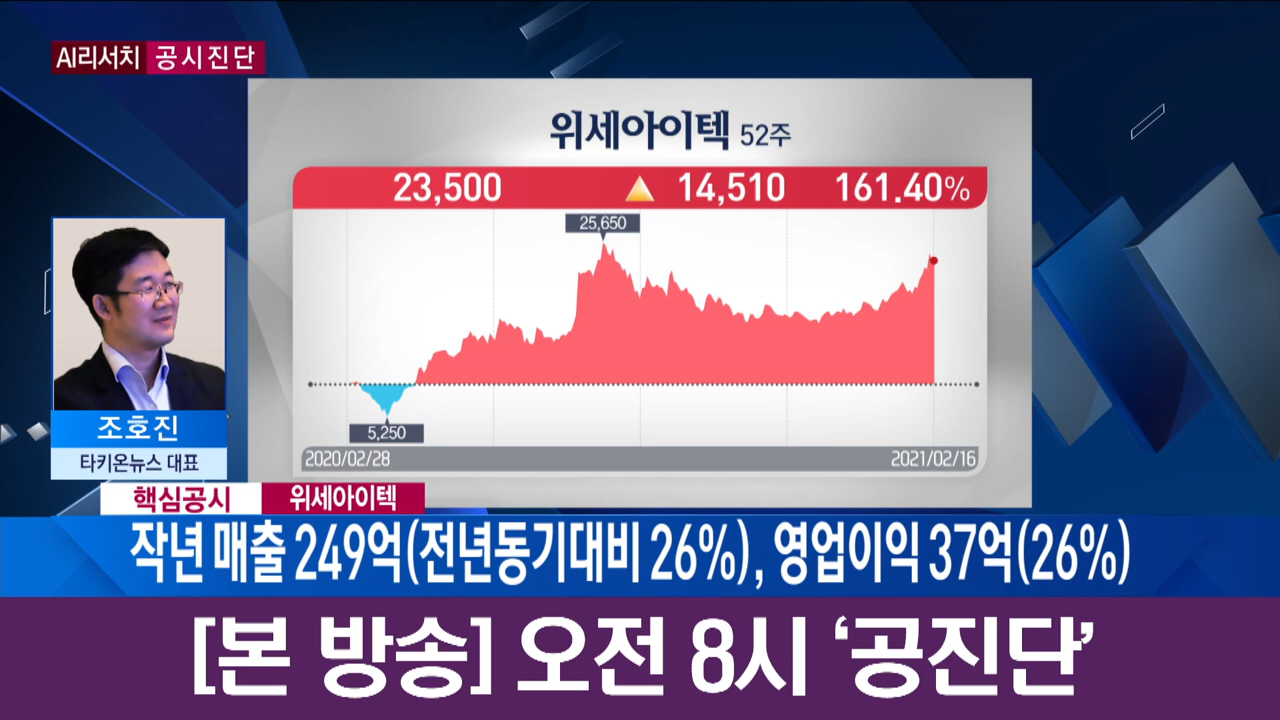 AI리서치 공시진단
위세아이텍 52주
23,500 ▲ 14,510 161.40%
25,650
5,250
2020/02/28 2021/02/16
조호진
타키온뉴스 대표
핵심공시 위세아이텍
작년 매출 249억(전년동기대비 26%), 영업이익 37억(26%)
[본 방송] 오전 8시 ‘공진단’